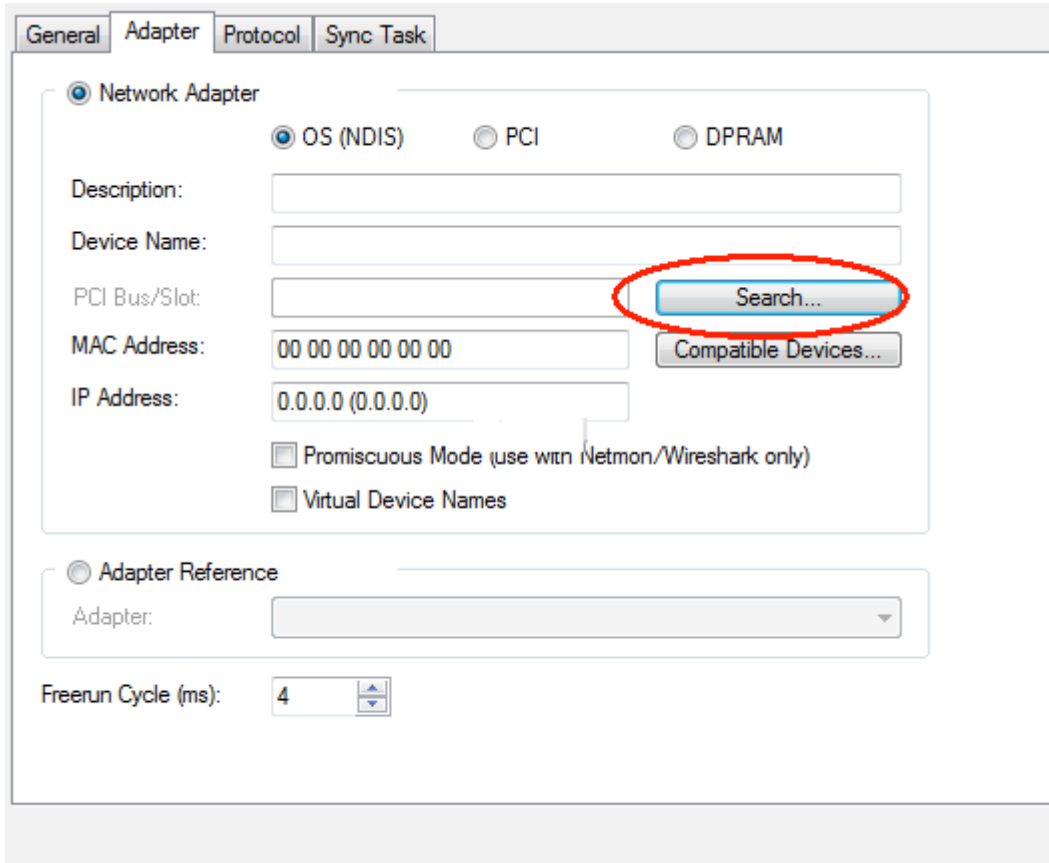 General Adapter Protocol Sync Task
Network Adapter
OS (NDIS) PCI DPRAM
Description:
Device Name:
PCI Bus/Slot: Search...
MAC Address: 00 00 00 00 00 00 Compatible Devices...
IP Address: 0.0.0.0 (0.0.0.0)
Promiscuous Mode (use with Netmon/Wireshark only)
Virtual Device Names
Adapter Reference
Adapter:
Freerun Cycle (ms): 4